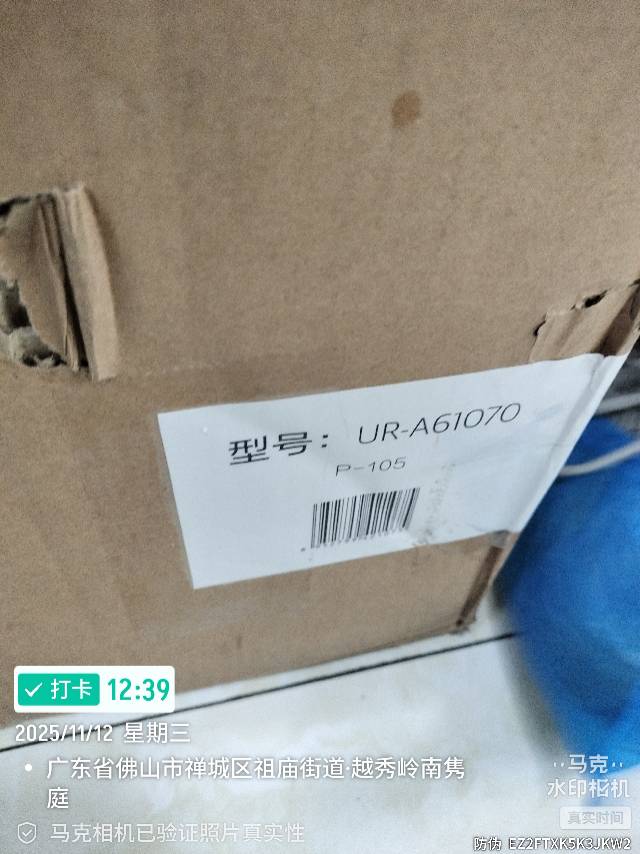 型号： UR-A61070
P-105
打卡 12:39
2025/11/12 星期三
广东省佛山市禅城区祖庙街道·越秀岭南隽
庭
马克相机已验证照片真实性
马克
水印相机
真实时间
防伪 EZ2FTXK5K3JKW2